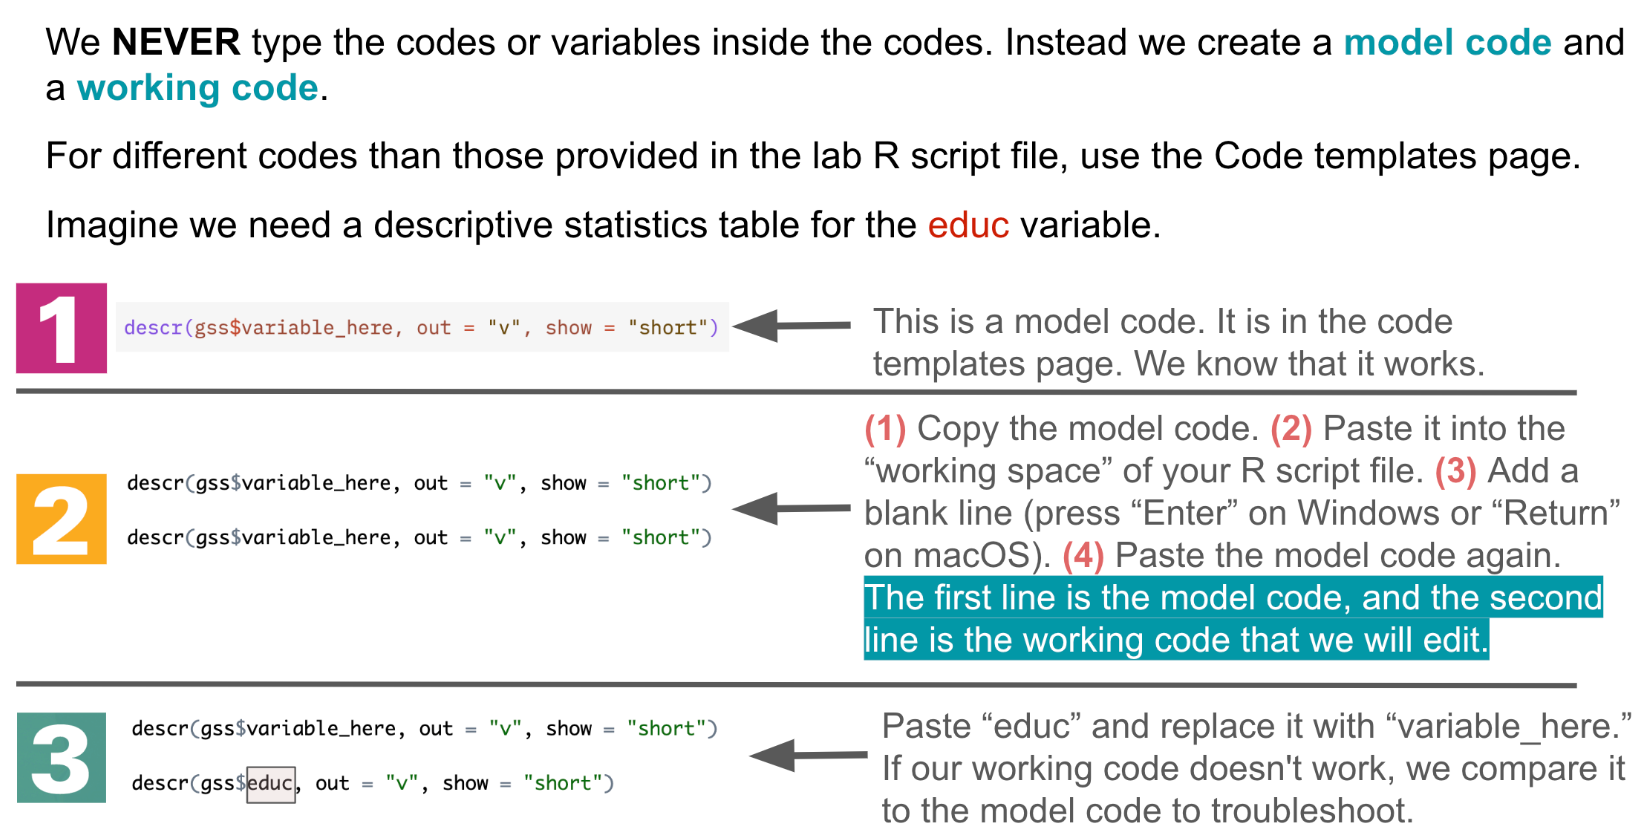 We NEVER type the codes or variables inside the codes. Instead we create a model code and
a working code.
For different codes than those provided in the lab R script file, use the Code templates page.
Imagine we need a descriptive statistics table for the educ variable.
1
descr(gss$variable_here, out = "v", show = "short")
This is a model code. It is in the code
templates page. We know that it works.
2
descr(gss$variable_here, out = "v", show = "short")
descr(gss$variable_here, out = "v", show = "short")
(1) Copy the model code. (2) Paste it into the
“working space” of your R script file. (3) Add a
blank line (press “Enter” on Windows or “Return”
on macOS). (4) Paste the model code again.
The first line is the model code, and the second
line is the working code that we will edit.
3
descr(gss$variable_here, out = "v", show = "short")
descr(gss$educ, out = "v", show = "short")
Paste “educ” and replace it with “variable_here.”
If our working code doesn't work, we compare it
to the model code to troubleshoot.